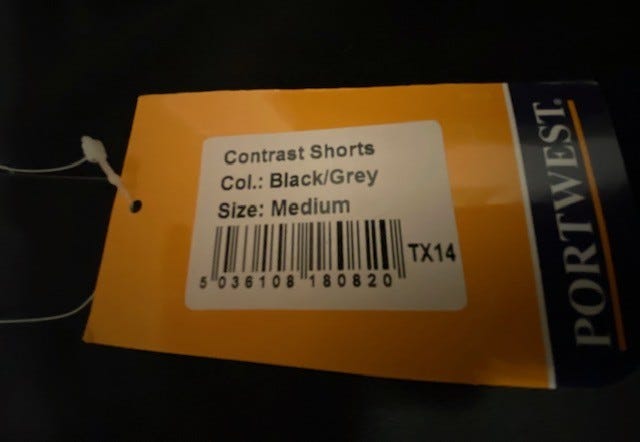 Contrast Shorts
Col.: Black/Grey
Size: Medium
TX14
5 036108 180820
PORTWEST.